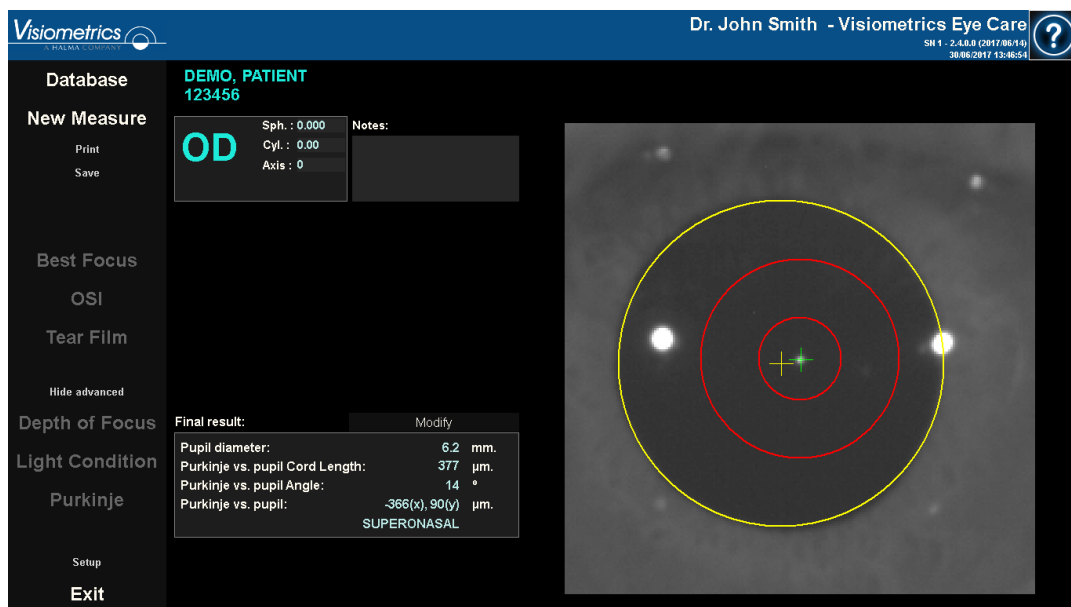 Visiometrics
A HALMA COMPANY
Dr. John Smith - Visiometrics Eye Care
SN 1 - 2.4.0.0 (2017/06/14)
30/06/2017 13:46:54
?
Database
New Measure
Print
Save
Best Focus
OSI
Tear Film
Hide advanced
Depth of Focus
Light Condition
Purkinje
Setup
Exit
DEMO, PATIENT
123456
OD
Sph. : 0.000
Cyl. : 0.00
Axis : 0
Notes:
Final result:
Modify
Pupil diameter: 6.2 mm.
Purkinje vs. pupil Cord Length: 377 µm.
Purkinje vs. pupil Angle: 14 º
Purkinje vs. pupil: -366(x), 90(y) µm.
SUPERONASAL